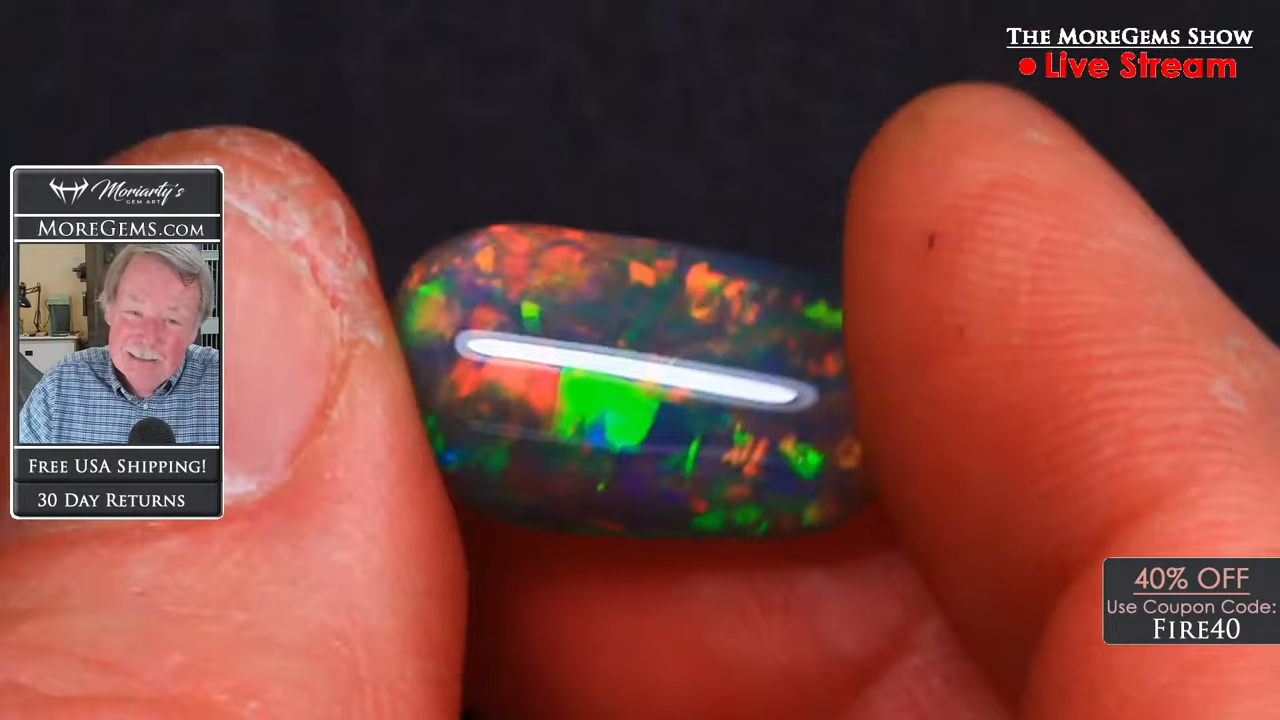 The MoreGems Show
Live Stream
Moriarty's
GEM ART
MoreGems.com
Free USA Shipping!
30 Day Returns
40% OFF
Use Coupon Code:
Fire40